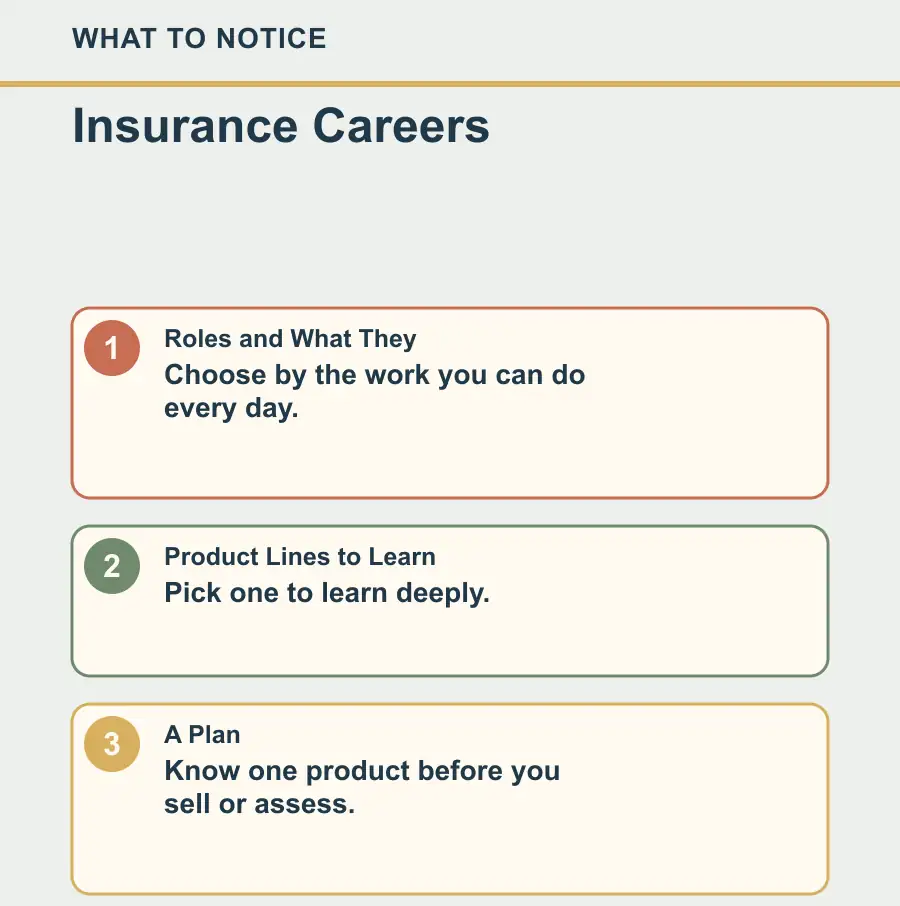 WHAT TO NOTICE
Insurance Careers
1
Roles and What They
Choose by the work you can do
every day.
2
Product Lines to Learn
Pick one to learn deeply.
3
A Plan
Know one product before you
sell or assess.